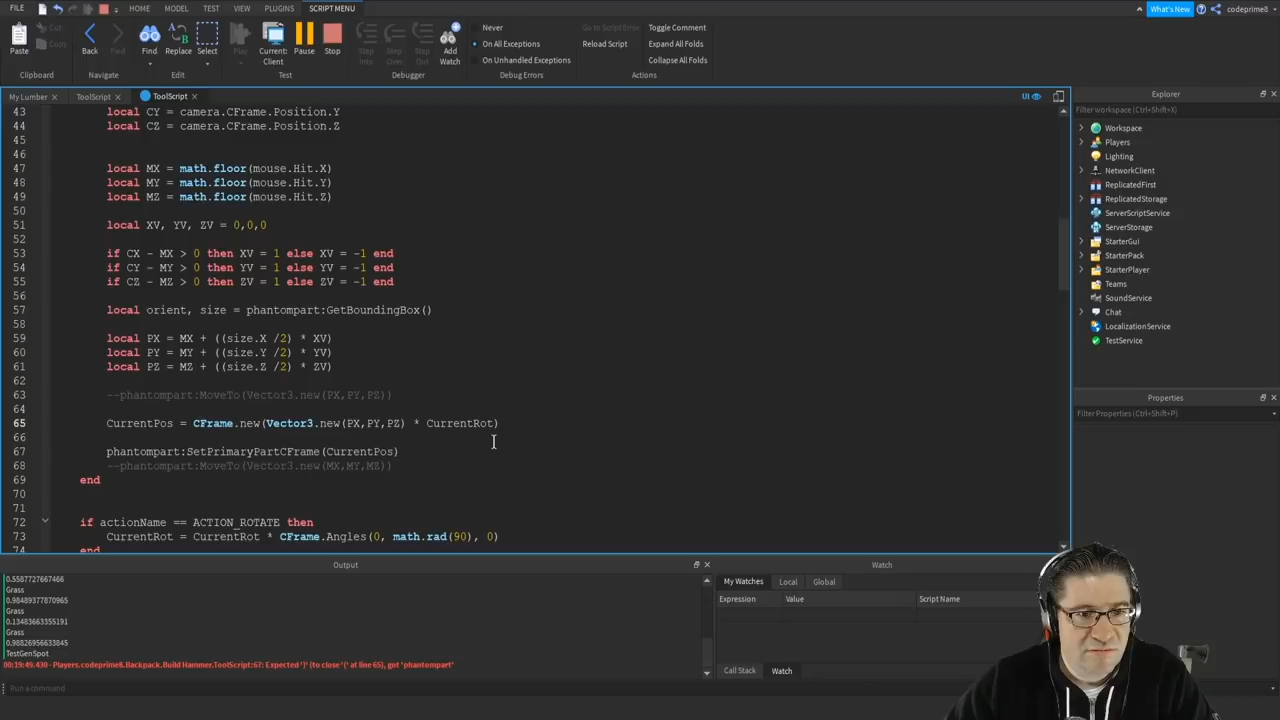 FILE HOME MODEL TEST VIEW PLUGINS SCRIPT MENU What's New codeprime8
Paste Cut Copy Back Fwd Find Replace Select Play Current: Client Pause Stop Step Into Step Over Step Out Add Watch
Never
On All Exceptions
On Unhandled Exceptions
Go to Script Error
Reload Script
Toggle Comment
Expand All Folds
Collapse All Folds
Clipboard Navigate Edit Test Debugger Debug Errors Actions
My Lumber ToolScript ToolScript UI
43 local CY = camera.CFrame.Position.Y
44 local CZ = camera.CFrame.Position.Z
45
46
47 local MX = math.floor(mouse.Hit.X)
48 local MY = math.floor(mouse.Hit.Y)
49 local MZ = math.floor(mouse.Hit.Z)
50
51 local XV, YV, ZV = 0,0,0
52
53 if CX - MX > 0 then XV = 1 else XV = -1 end
54 if CY - MY > 0 then YV = 1 else YV = -1 end
55 if CZ - MZ > 0 then ZV = 1 else ZV = -1 end
56
57 local orient, size = phantompart:GetBoundingBox()
58
59 local PX = MX + ((size.X /2) * XV)
60 local PY = MY + ((size.Y /2) * YV)
61 local PZ = MZ + ((size.Z /2) * ZV)
62
63 --phantompart:MoveTo(Vector3.new(PX,PY,PZ))
64
65 CurrentPos = CFrame.new(Vector3.new(PX,PY,PZ) * CurrentRot)
66
67 phantompart:SetPrimaryPartCFrame(CurrentPos)
68 --phantompart:MoveTo(Vector3.new(MX,MY,MZ))
69 end
70
71
72 if actionName == ACTION_ROTATE then
73 CurrentRot = CurrentRot * CFrame.Angles(0, math.rad(90), 0)
74 end
Explorer
Filter workspace (Ctrl+Shift+X)
Workspace
Players
Lighting
NetworkClient
ReplicatedFirst
ReplicatedStorage
ServerScriptService
ServerStorage
StarterGui
StarterPack
StarterPlayer
Teams
SoundService
Chat
LocalizationService
TestService
Properties
Filter Properties (Ctrl+Shift+P)
Output
0.5587727667466
Grass
0.98489377870965
Grass
0.13483663355191
Grass
0.98826956633845
TestGenSpot
00:19:49.430 - Players.codeprime8.Backpack.Build Hammer.ToolScript:67: Expected ')' (to close '(' at line 65), got 'phantompart'
Run a command
Watch
My Watches Local Global
Expression Value Script Name
Call Stack Watch